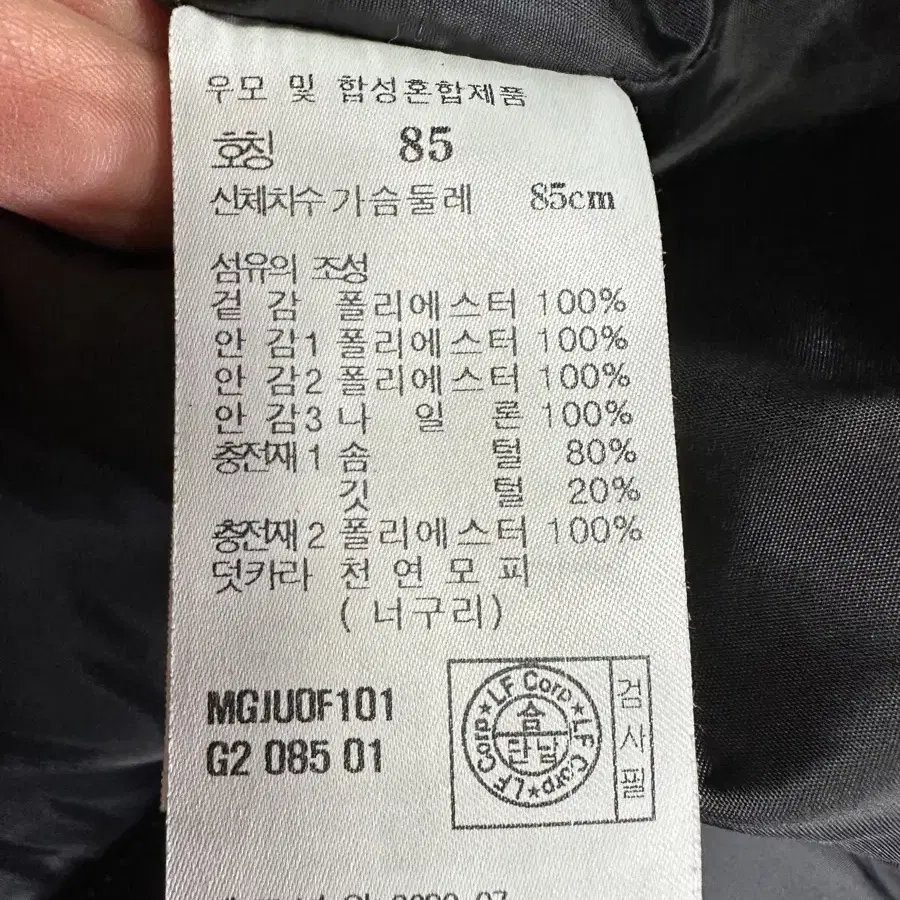 우모 및 합성혼합제품
호칭 85
신체치수 가슴둘레 85cm
섬유의 조성
겉 감 폴리에스터 100%
안 감1 폴리에스터 100%
안 감2 폴리에스터 100%
안 감3 나 일 론 100%
충전재1 솜 털 80%
깃 털 20%
충전재2 폴리에스터 100%
덧카라 천 연 모 피
(너구리)
MGJU0F101
G2 085 01
LF Corp★LF Corp★LF Corp★
솜
단담
검사필